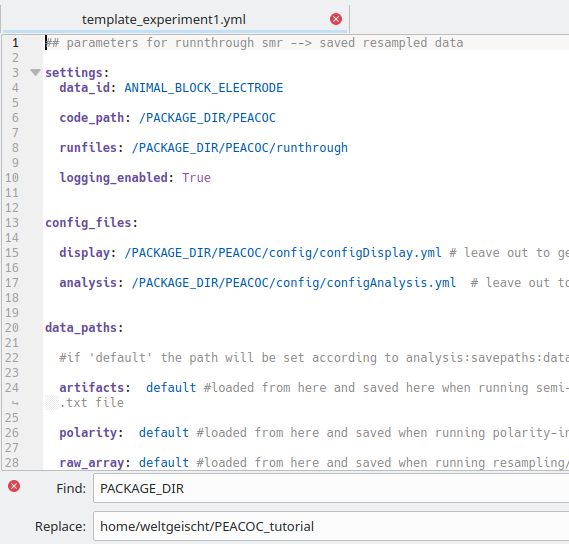 template_experiment1.yml
1 ## parameters for runnthrough smr --> saved resampled data
2
3 settings:
4 data_id: ANIMAL_BLOCK_ELECTRODE
5
6 code_path: /PACKAGE_DIR/PEACOC
7
8 runfiles: /PACKAGE_DIR/PEACOC/runthrough
9
10 logging_enabled: True
11
12
13 config_files:
14
15 display: /PACKAGE_DIR/PEACOC/config/configDisplay.yml # leave out to ge
16
17 analysis: /PACKAGE_DIR/PEACOC/config/configAnalysis.yml # leave out to
18
19
20 data_paths:
21
22 #if 'default' the path will be set according to analysis:savepaths:data
23
24 artifacts: default #loaded from here and saved here when running semi-
.txt file
25
26 polarity: default #loaded from here and saved when running polarity-in
27
28 raw_array: default #loaded from here and saved when running resampling/
Find: PACKAGE_DIR
Replace: home/weltgeischt/PEACOC_tutorial